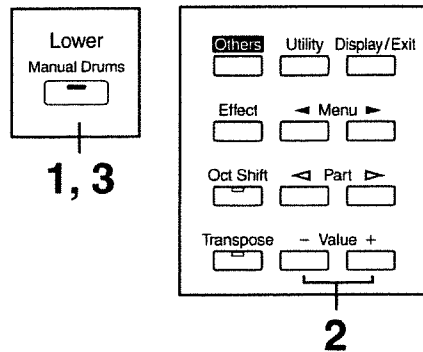 Lower
Manual Drums
1, 3
Others Utility Display/Exit
Effect ◄ Menu ►
Oct Shift ◁ Part ▷
Transpose − Value +
2